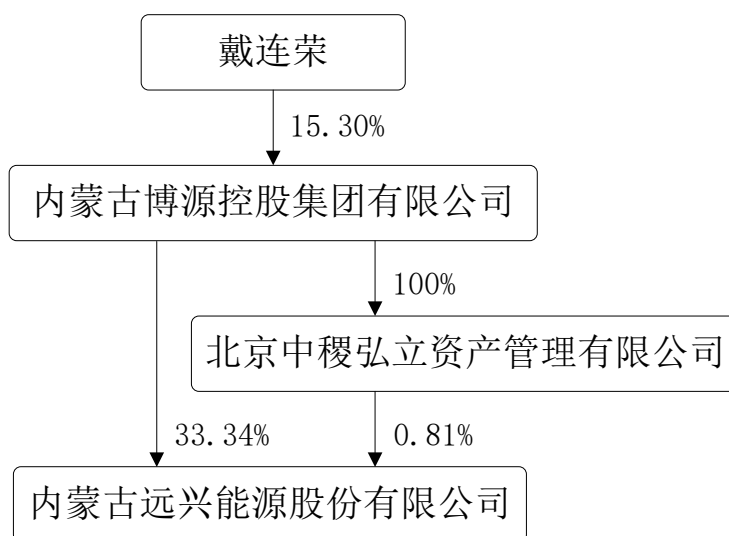 戴连荣
15.30%
内蒙古博源控股集团有限公司
100%
北京中稷弘立资产管理有限公司
33.34%
0.81%
内蒙古远兴能源股份有限公司